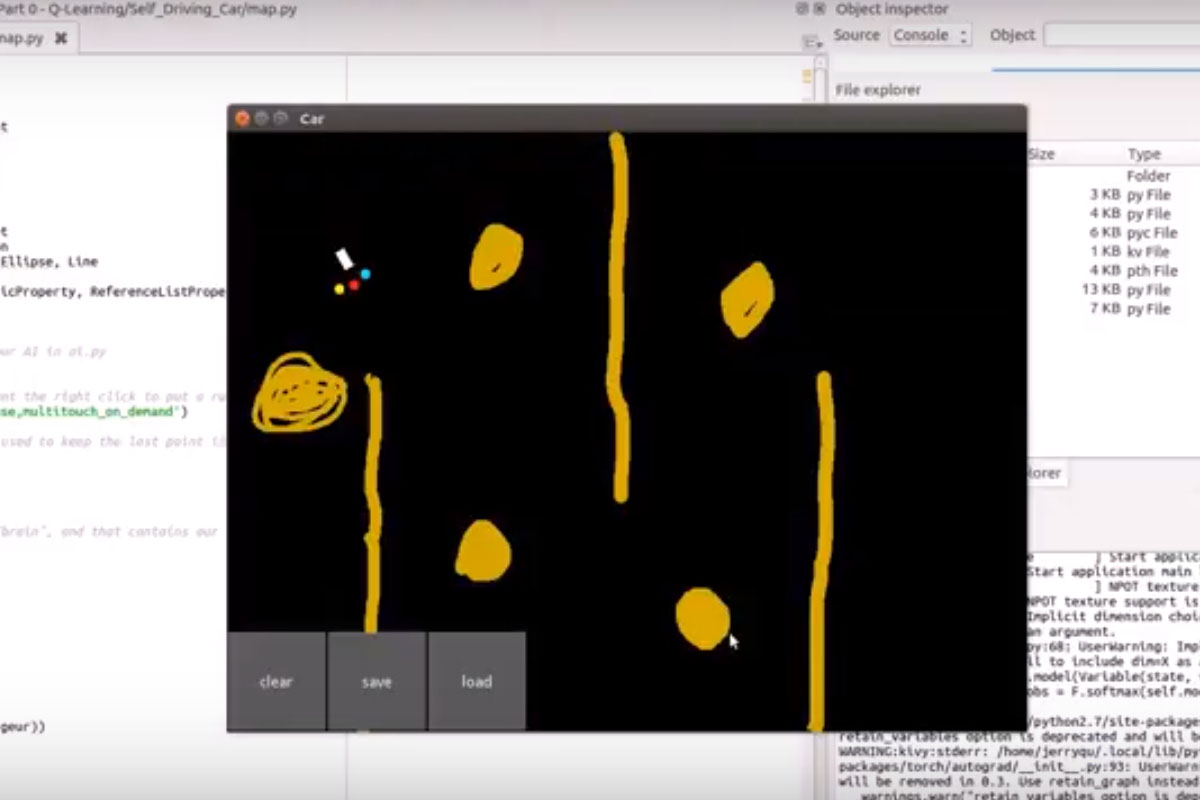 Part 0 - Q-Learning/Self_Driving_Car/map.py
Object inspector
map.py
Source
Console
Object
File explorer
Car
Size
Type
Folder
3 KB py File
4 KB py File
6 KB pyc File
1 KB kv File
4 KB pth File
13 KB py File
7 KB py File
Ellipse, Line
icProperty, ReferenceListPrope
our AI in ai.py
nt the right click to put a
se,multitouch_on_demand')
used to keep the last point
lorer
"brain", and that contains our
] Start applic
Start application main
] NPOT texture
NPOT texture support is
Implicit dimension choi
an argument.
py:68: UserWarning: Imp
l to include dim=X as
.model(Variable(state,
obs = F.softmax(self.mo
clear
save
load
geur))
/python2.7/site-package
retain_variables option is deprecated and will be
WARNING:kivy:stderr: /home/jerryqu/.local/lib/py
packages/torch/autograd/__init__.py:93: UserWarn
will be removed in 0.3. Use retain_graph instead
warnings.warn("retain_variables option is dep